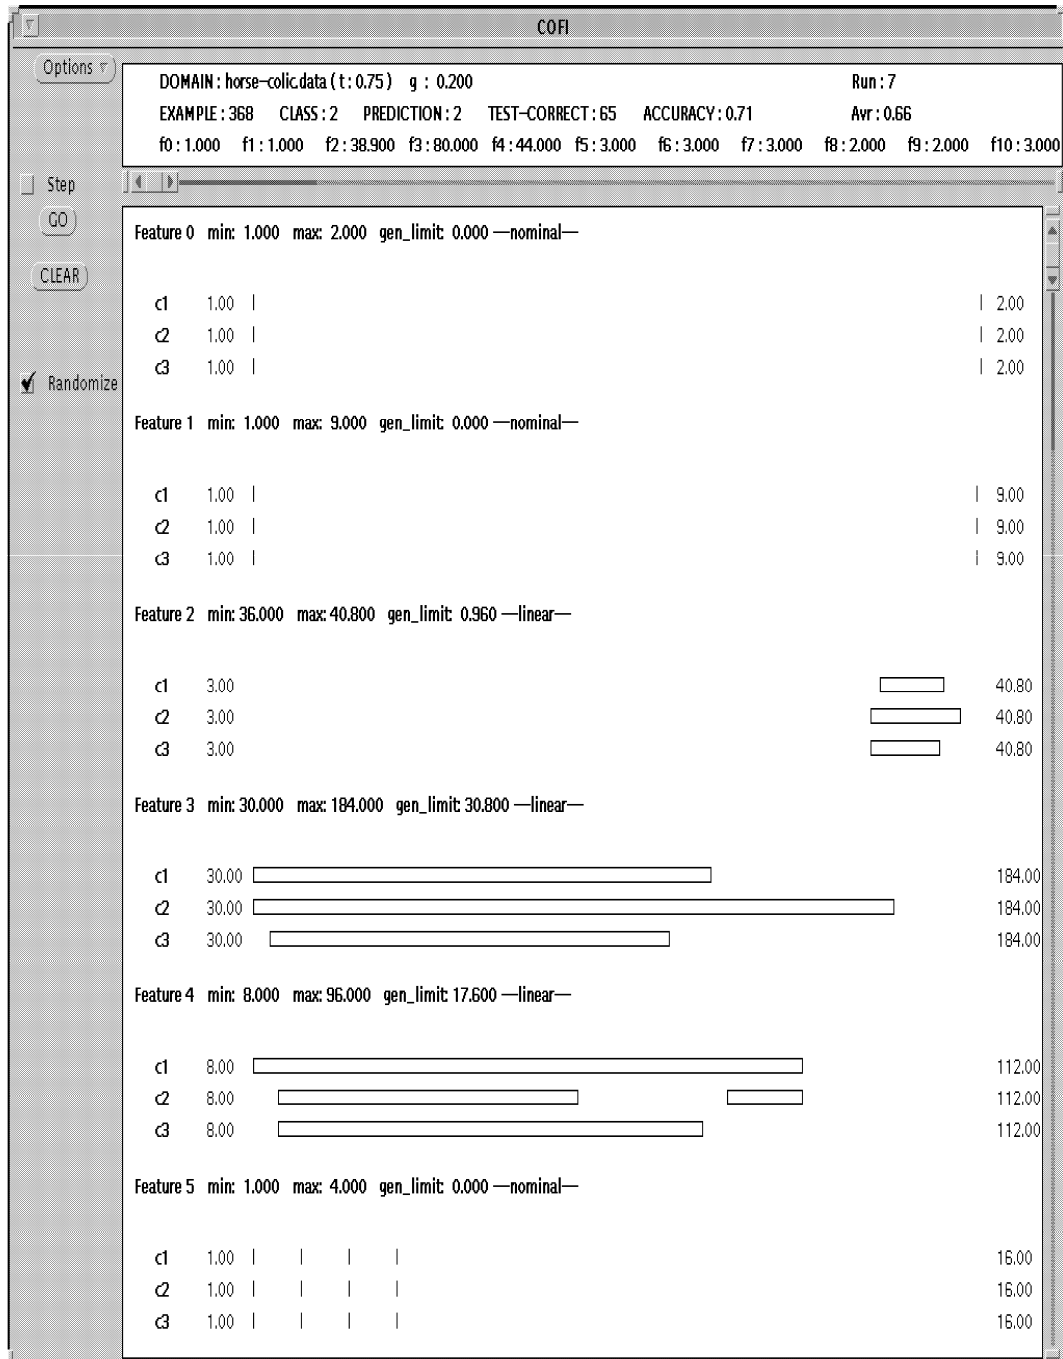 COFI
Options
DOMAIN : horse-colic.data ( t : 0.75 ) g : 0.200 Run : 7
EXAMPLE : 368 CLASS : 2 PREDICTION : 2 TEST-CORRECT : 65 ACCURACY : 0.71 Avr : 0.66
f0 : 1.000 f1 : 1.000 f2 : 38.900 f3 : 80.000 f4 : 44.000 f5 : 3.000 f6 : 3.000 f7 : 3.000 f8 : 2.000 f9 : 2.000 f10 : 3.000
Step
GO
CLEAR
Randomize
Feature 0 min: 1.000 max: 2.000 gen_limit: 0.000 —nominal—
c1 1.00 2.00
c2 1.00 2.00
c3 1.00 2.00
Feature 1 min: 1.000 max: 9.000 gen_limit: 0.000 —nominal—
c1 1.00 9.00
c2 1.00 9.00
c3 1.00 9.00
Feature 2 min: 36.000 max: 40.800 gen_limit: 0.960 —linear—
c1 3.00 40.80
c2 3.00 40.80
c3 3.00 40.80
Feature 3 min: 30.000 max: 184.000 gen_limit: 30.800 —linear—
c1 30.00 184.00
c2 30.00 184.00
c3 30.00 184.00
Feature 4 min: 8.000 max: 96.000 gen_limit: 17.600 —linear—
c1 8.00 112.00
c2 8.00 112.00
c3 8.00 112.00
Feature 5 min: 1.000 max: 4.000 gen_limit: 0.000 —nominal—
c1 1.00 16.00
c2 1.00 16.00
c3 1.00 16.00